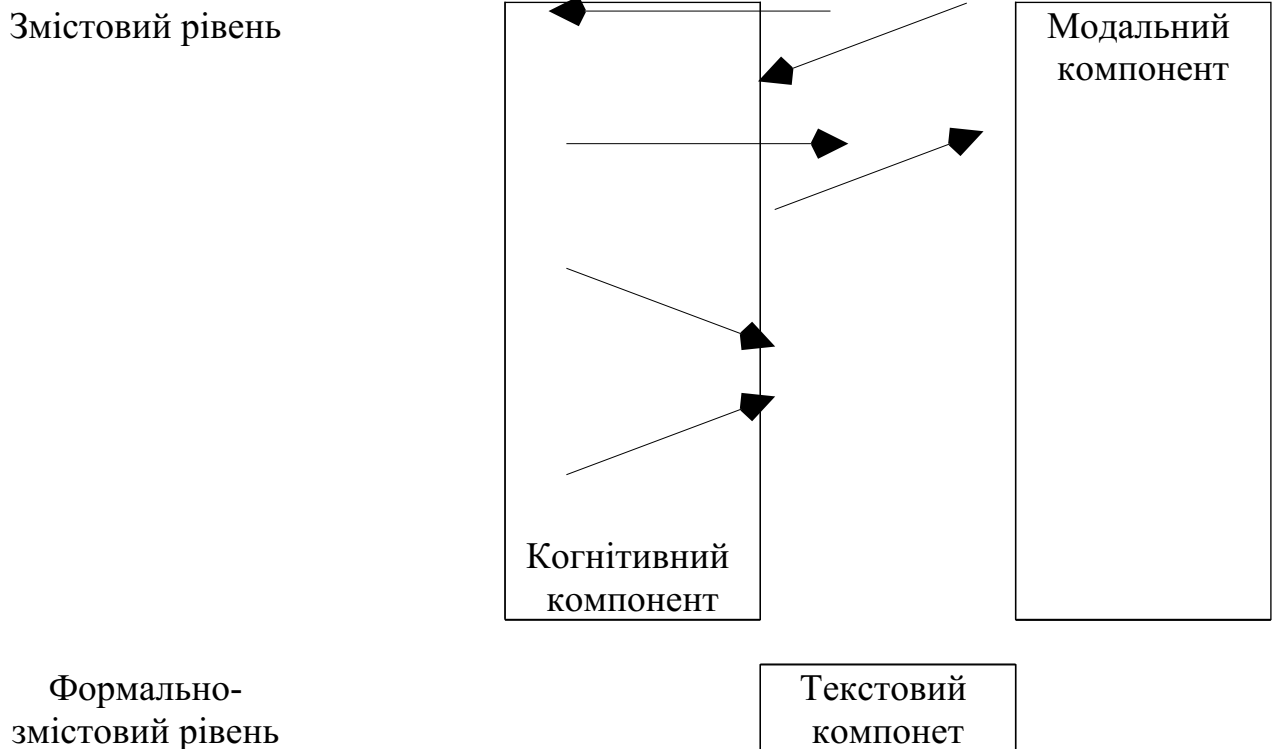 Змістовий рівень
Модальний
компонент
Когнітивний
компонент
Формально-
змістовий рівень
Текстовий
компонет